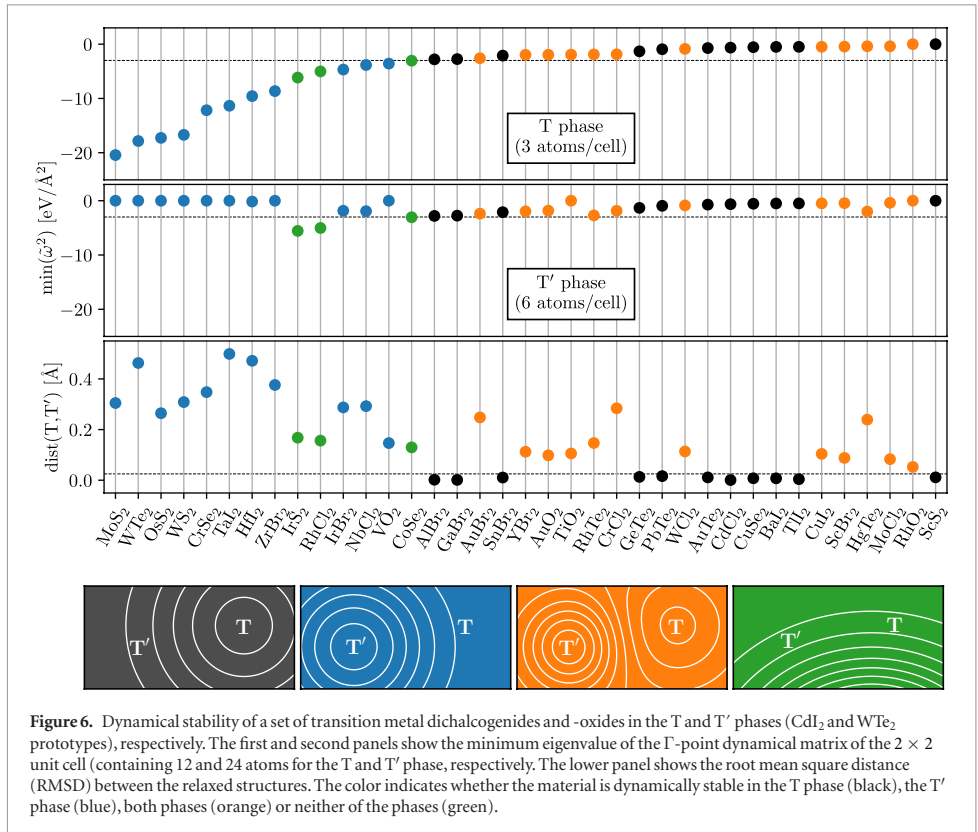 0
−10
−20
T phase
(3 atoms/cell)
min(ω̃²) [eV/Å²]
0
−10
−20
T′ phase
(6 atoms/cell)
dist(T,T′) [Å]
0.4
0.2
0.0
MoS₂
WTe₂
OsS₂
WS₂
CrSe₂
TaI₂
HfI₂
ZrBr₂
IrS₂
RhCl₂
InBr₂
NbCl₂
VO₂
CoSe₂
AlBr₂
GaBr₂
AuBr₂
SnBr₂
YBr₂
AuO₂
TiO₂
RhTe₂
CrCl₂
GeTe₂
PbTe₂
WCl₂
AuTe₂
CdCl₂
CuSe₂
BaI₂
TlI₂
CuI₂
ScBr₂
HgTe₂
MoCl₂
RhO₂
ScS₂
T′
T
T′
T
T′
T
T′
T
Figure 6. Dynamical stability of a set of transition metal dichalcogenides and -oxides in the T and T′ phases (CdI₂ and WTe₂
prototypes), respectively. The first and second panels show the minimum eigenvalue of the Γ-point dynamical matrix of the 2 × 2
unit cell (containing 12 and 24 atoms for the T and T′ phase, respectively. The lower panel shows the root mean square distance
(RMSD) between the relaxed structures. The color indicates whether the material is dynamically stable in the T phase (black), the T′
phase (blue), both phases (orange) or neither of the phases (green).